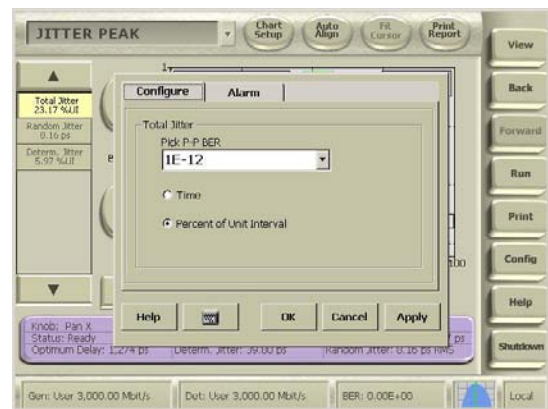 JITTER PEAK
Chart Setup
Auto Align
Fit Cursor
Print Report
View
Back
Forward
Run
Print
Config
Help
Shutdown
Total Jitter
23.17 %UI
Random Jitter
0.16 ps
Determ. Jitter
5.97 %UI
Configure
Alarm
Total Jitter
Pick P-P BER
1E-12
Time
Percent of Unit Interval
Help
OK
Cancel
Apply
Knob: Pan X
Status: Ready
Optimum Delay: 1,274 ps
Determ. Jitter: 39.00 ps
Random Jitter: 0.16 ps RMS
ps
Gen: User 3,000.00 Mbit/s
Det: User 3,000.00 Mbit/s
BER: 0.00E+00
Local